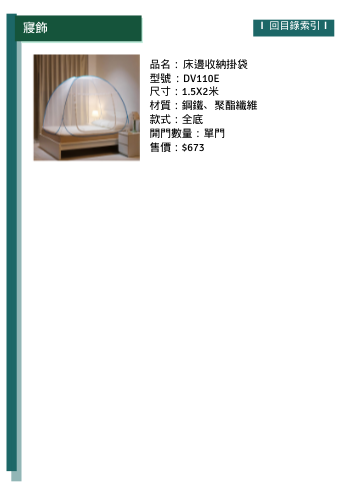 寢飾
I 回目錄索引 I
品名：床邊收納掛袋
型號：DV110E
尺寸：1.5X2米
材質：鋼鐵、聚酯纖維
款式：全底
開門數量：單門
售價：$673